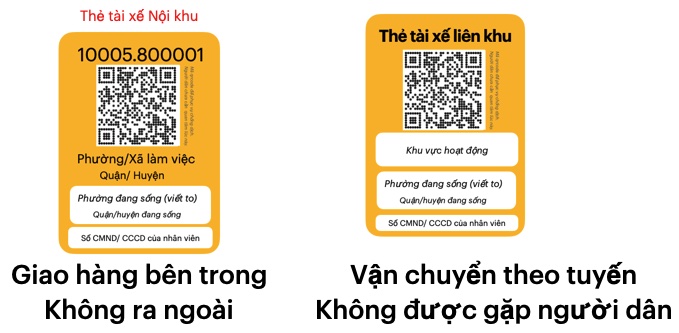 Thẻ tài xế Nội khu
10005.800001
Phường/Xã làm việc
Quận/ Huyện
Phường đang sống (viết to)
Quận/huyện đang sống
Số CMND/ CCCD của nhân viên
Giao hàng bên trong
Không ra ngoài
Thẻ tài xế liên khu
Khu vực hoạt động
Phường đang sống (viết to)
Quận/huyện đang sống
Số CMND/ CCCD của nhân viên
Vận chuyển theo tuyến
Không được gặp người dân